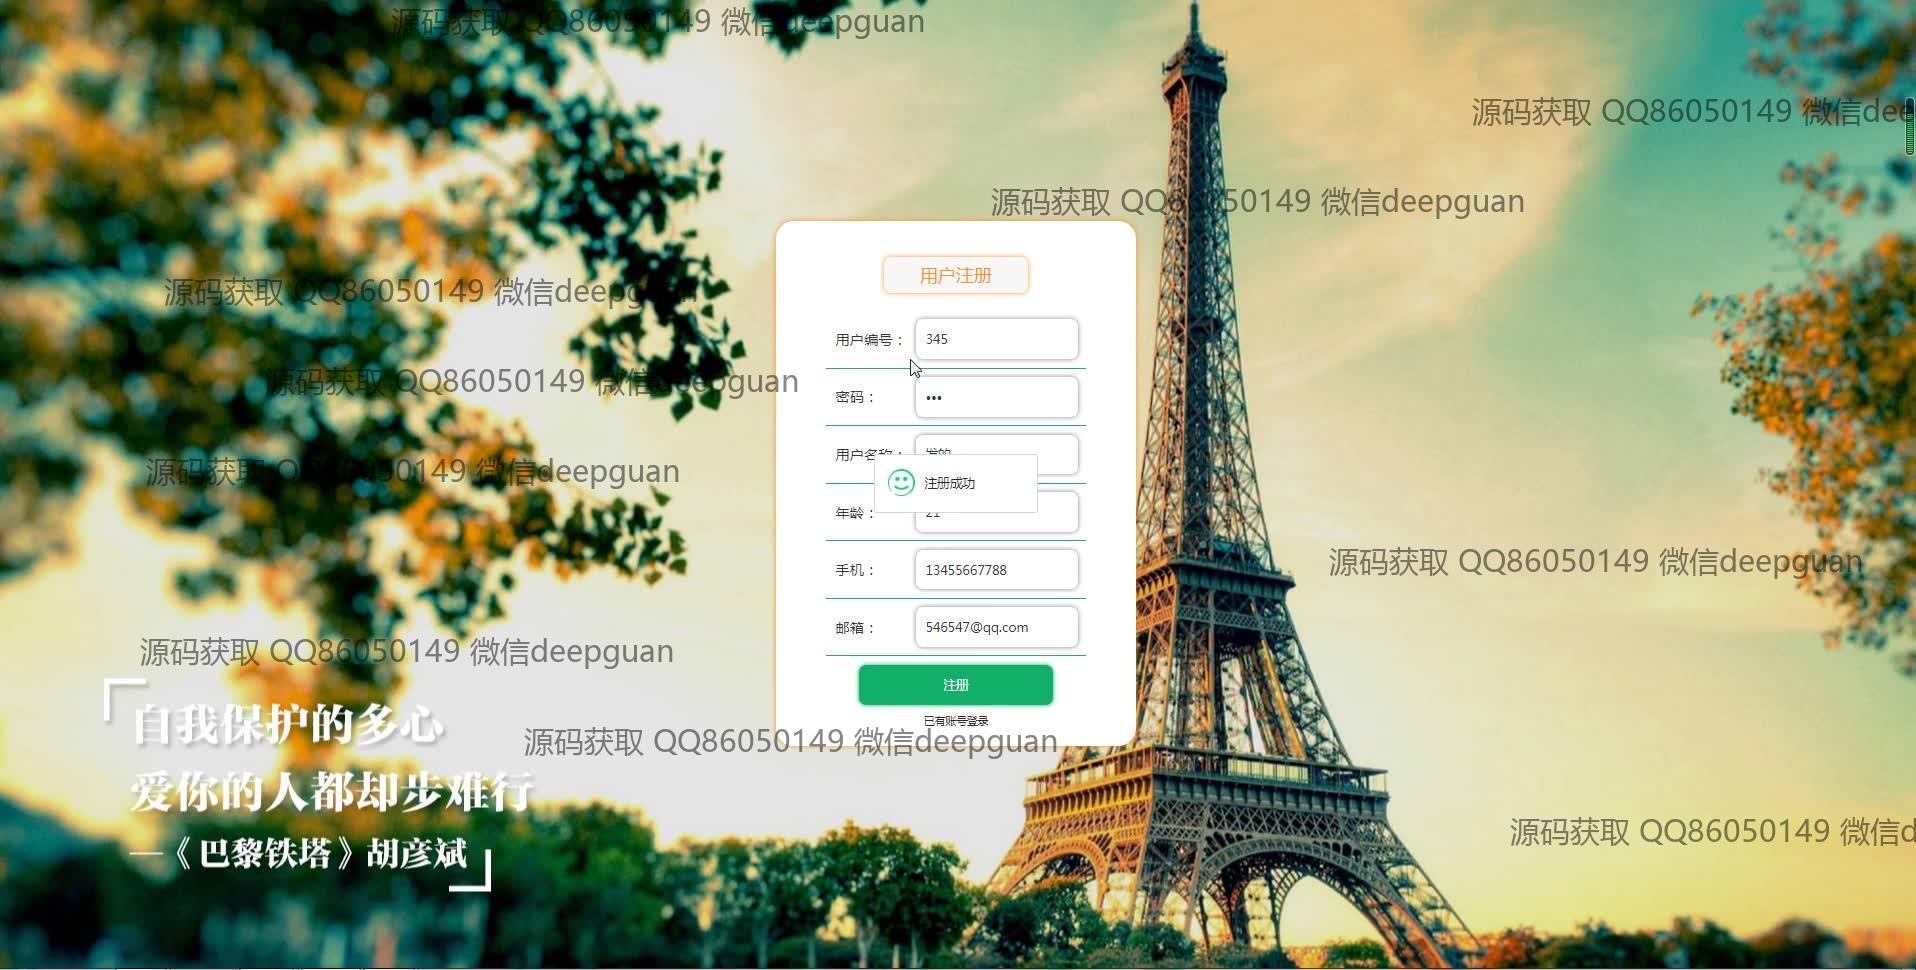 源码获取 QQ86050149 微信deepguan
源码获取 QQ86050149 微信dee
源码获取 QQ86050149 微信deepguan
用户注册
源码获取 QQ86050149 微信deepguan
用户编号： 345
源码获取 QQ86050149 微信deepguan
密码： •••
用户名称：
源码获取 QQ86050149 微信deepguan
注册成功
年龄： 21
源码获取 QQ86050149 微信deepguan
手机： 13455667788
邮箱： 546547@qq.com
源码获取 QQ86050149 微信deepguan
注册
已有账号登录
源码获取 QQ86050149 微信deepguan
自我保护的多心
爱你的人都却步难行
—《巴黎铁塔》胡彦斌
源码获取 QQ86050149 微信d